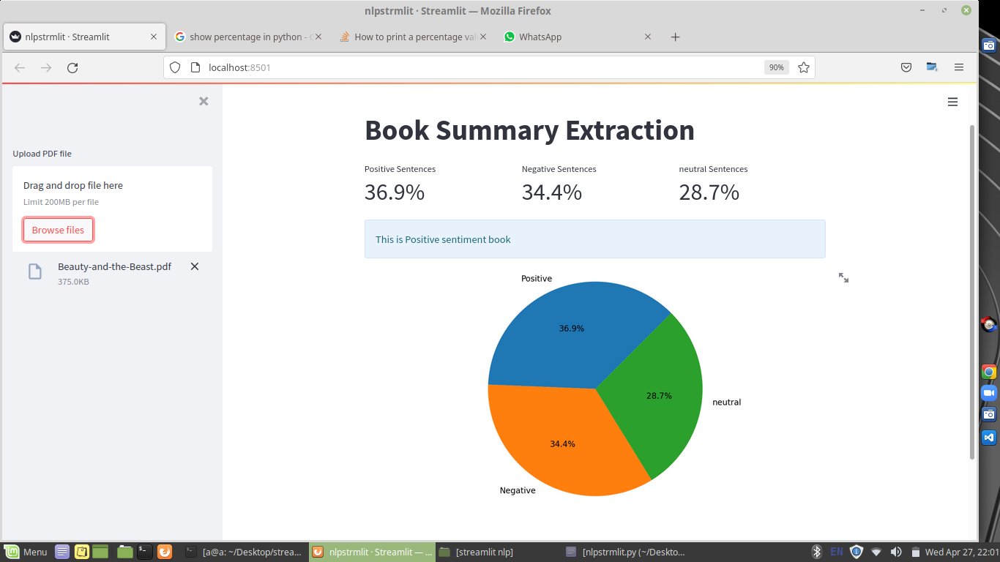 nlpstrmlit · Streamlit — Mozilla Firefox
nlpstrmlit · Streamlit
show percentage in python -
How to print a percentage val
WhatsApp
localhost:8501
90%
Upload PDF file
Drag and drop file here
Limit 200MB per file
Browse files
Beauty-and-the-Beast.pdf
375.0KB
Book Summary Extraction
Positive Sentences
Negative Sentences
neutral Sentences
36.9%
34.4%
28.7%
This is Positive sentiment book
Positive
36.9%
28.7%
neutral
34.4%
Negative
Menu
[a@a: ~/Desktop/strea...
nlpstrmlit · Streamlit — ...
[streamlit nlp]
[nlpstrmlit.py (~/Deskto...
EN
Wed Apr 27, 22:01